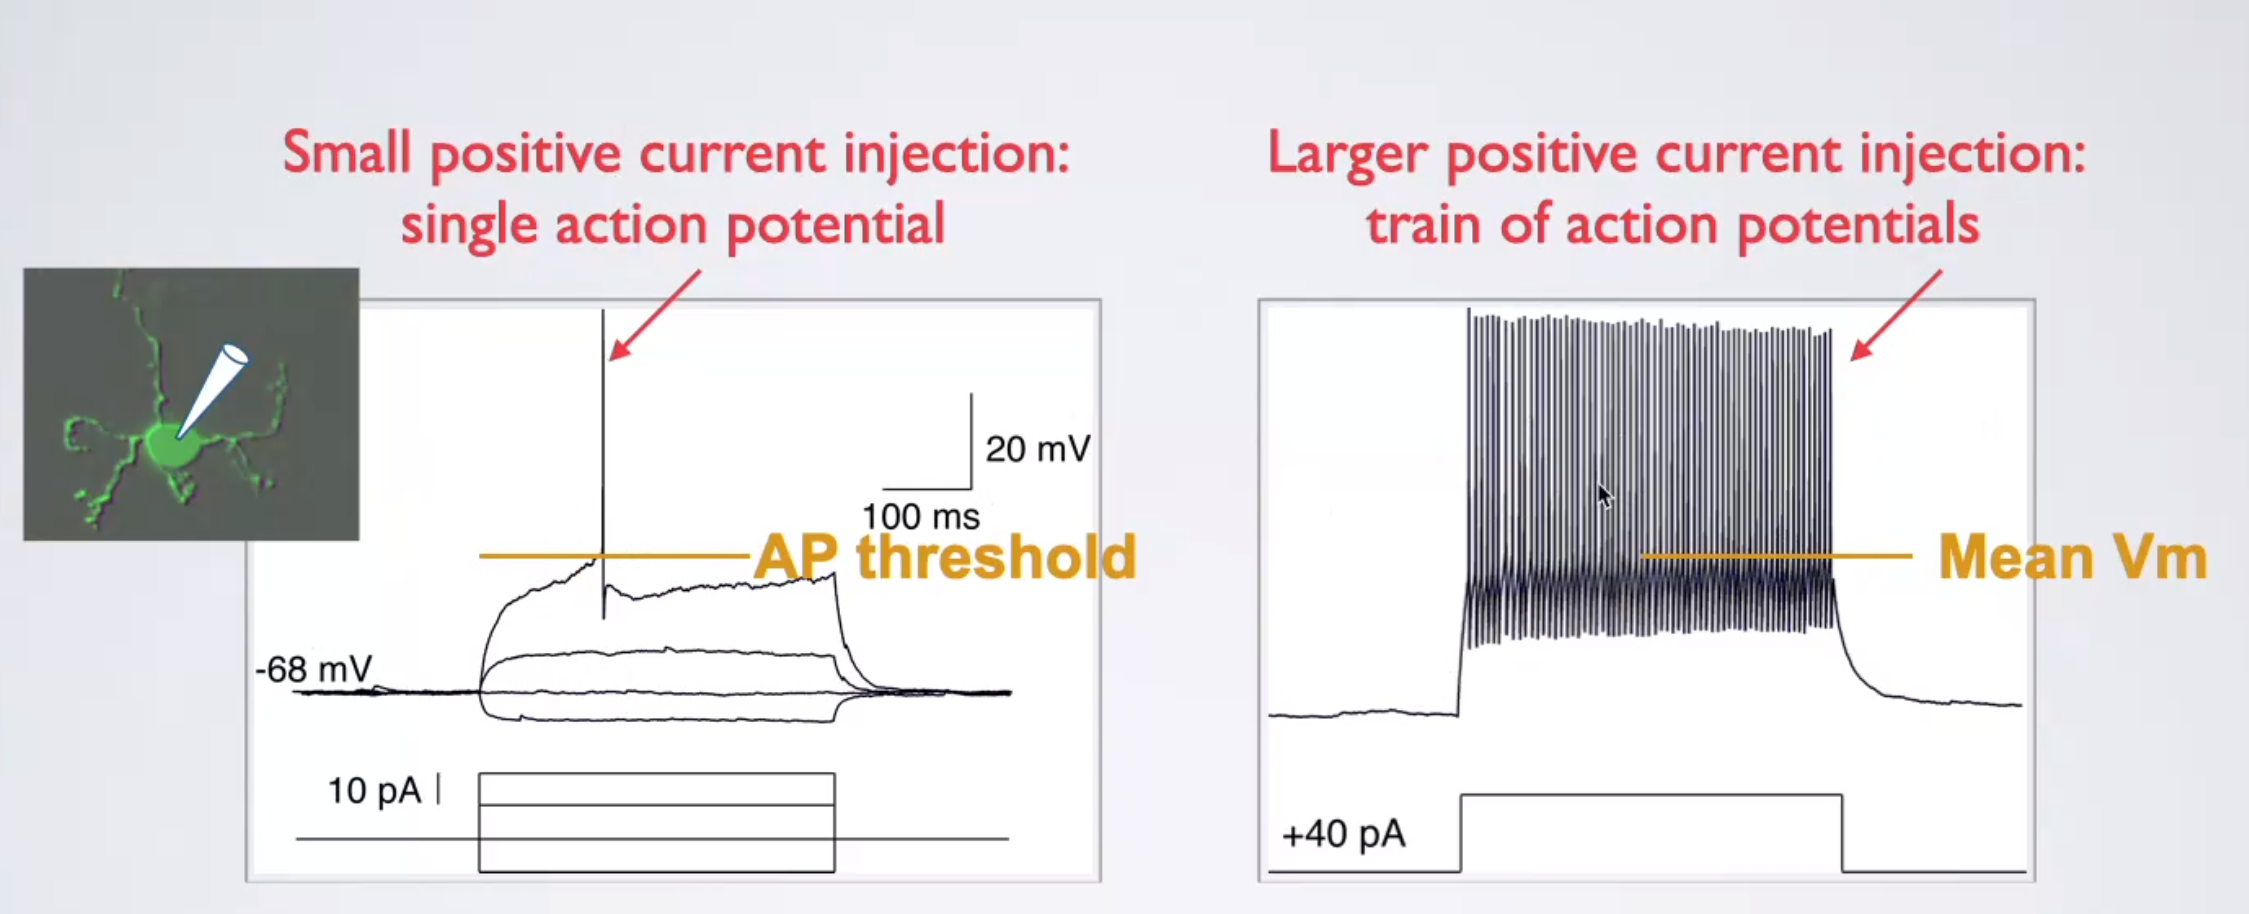 Small positive current injection:
single action potential
Larger positive current injection:
train of action potentials
20 mV
100 ms
AP threshold
-68 mV
10 pA
Mean Vm
+40 pA